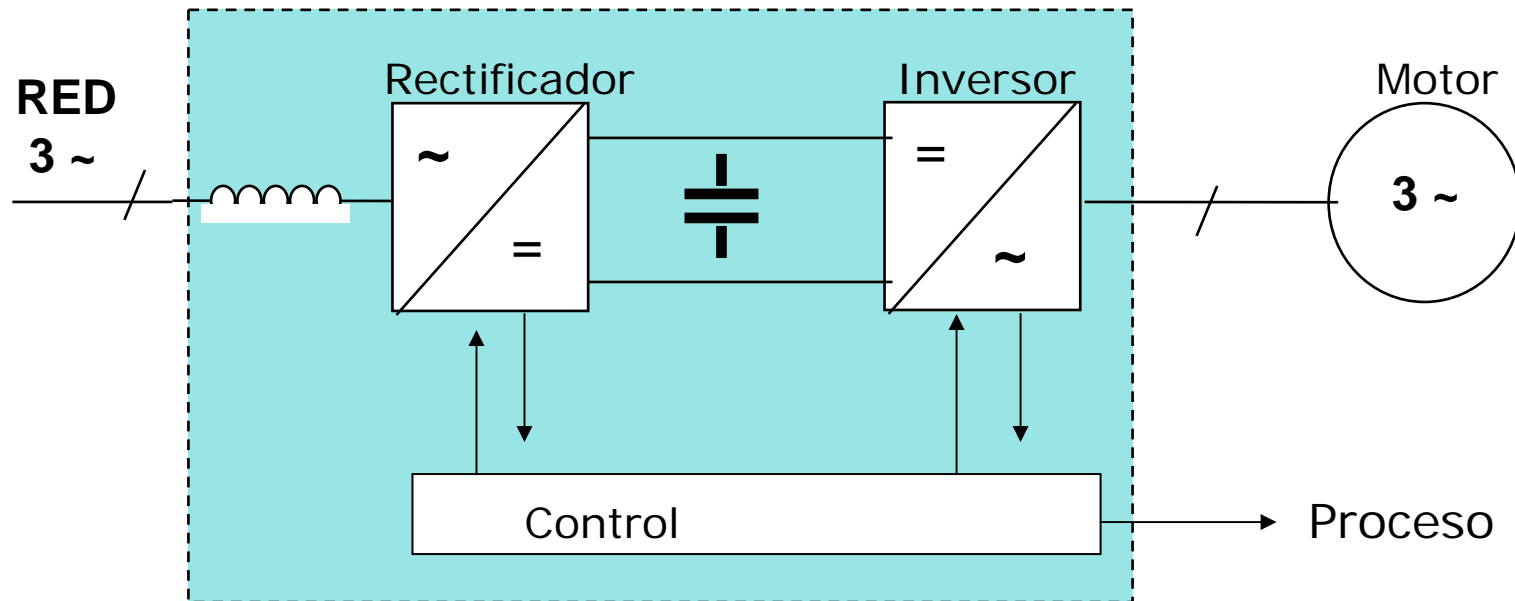 Rectificador
Inversor
Motor
RED
3 ~
~
=
=
~
3 ~
Control
Proceso